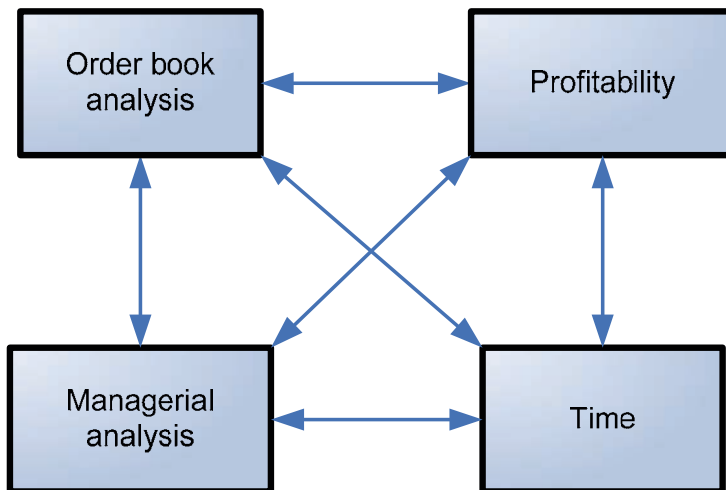 Order book
analysis
Profitability
Managerial
analysis
Time